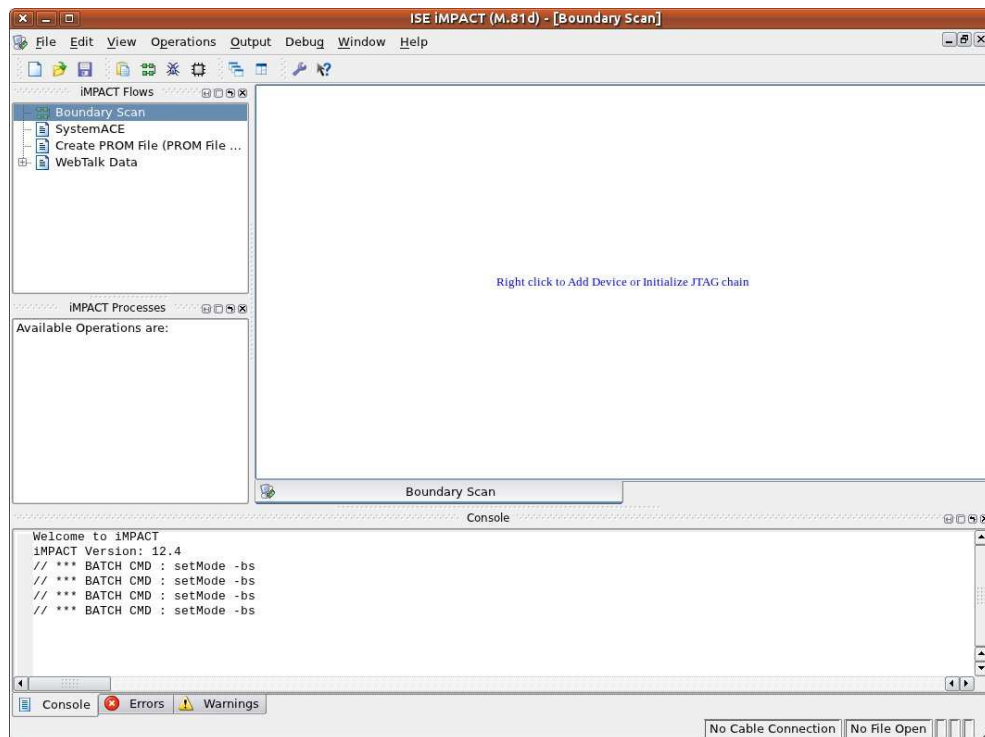 ISE iMPACT (M.81d) - [Boundary Scan]
File Edit View Operations Output Debug Window Help
iMPACT Flows
Boundary Scan
SystemACE
Create PROM File (PROM File ...
WebTalk Data
Right click to Add Device or Initialize JTAG chain
iMPACT Processes
Available Operations are:
Boundary Scan
Console
Welcome to iMPACT
iMPACT Version: 12.4
// *** BATCH CMD : setMode -bs
// *** BATCH CMD : setMode -bs
// *** BATCH CMD : setMode -bs
// *** BATCH CMD : setMode -bs
Console Errors Warnings
No Cable Connection No File Open